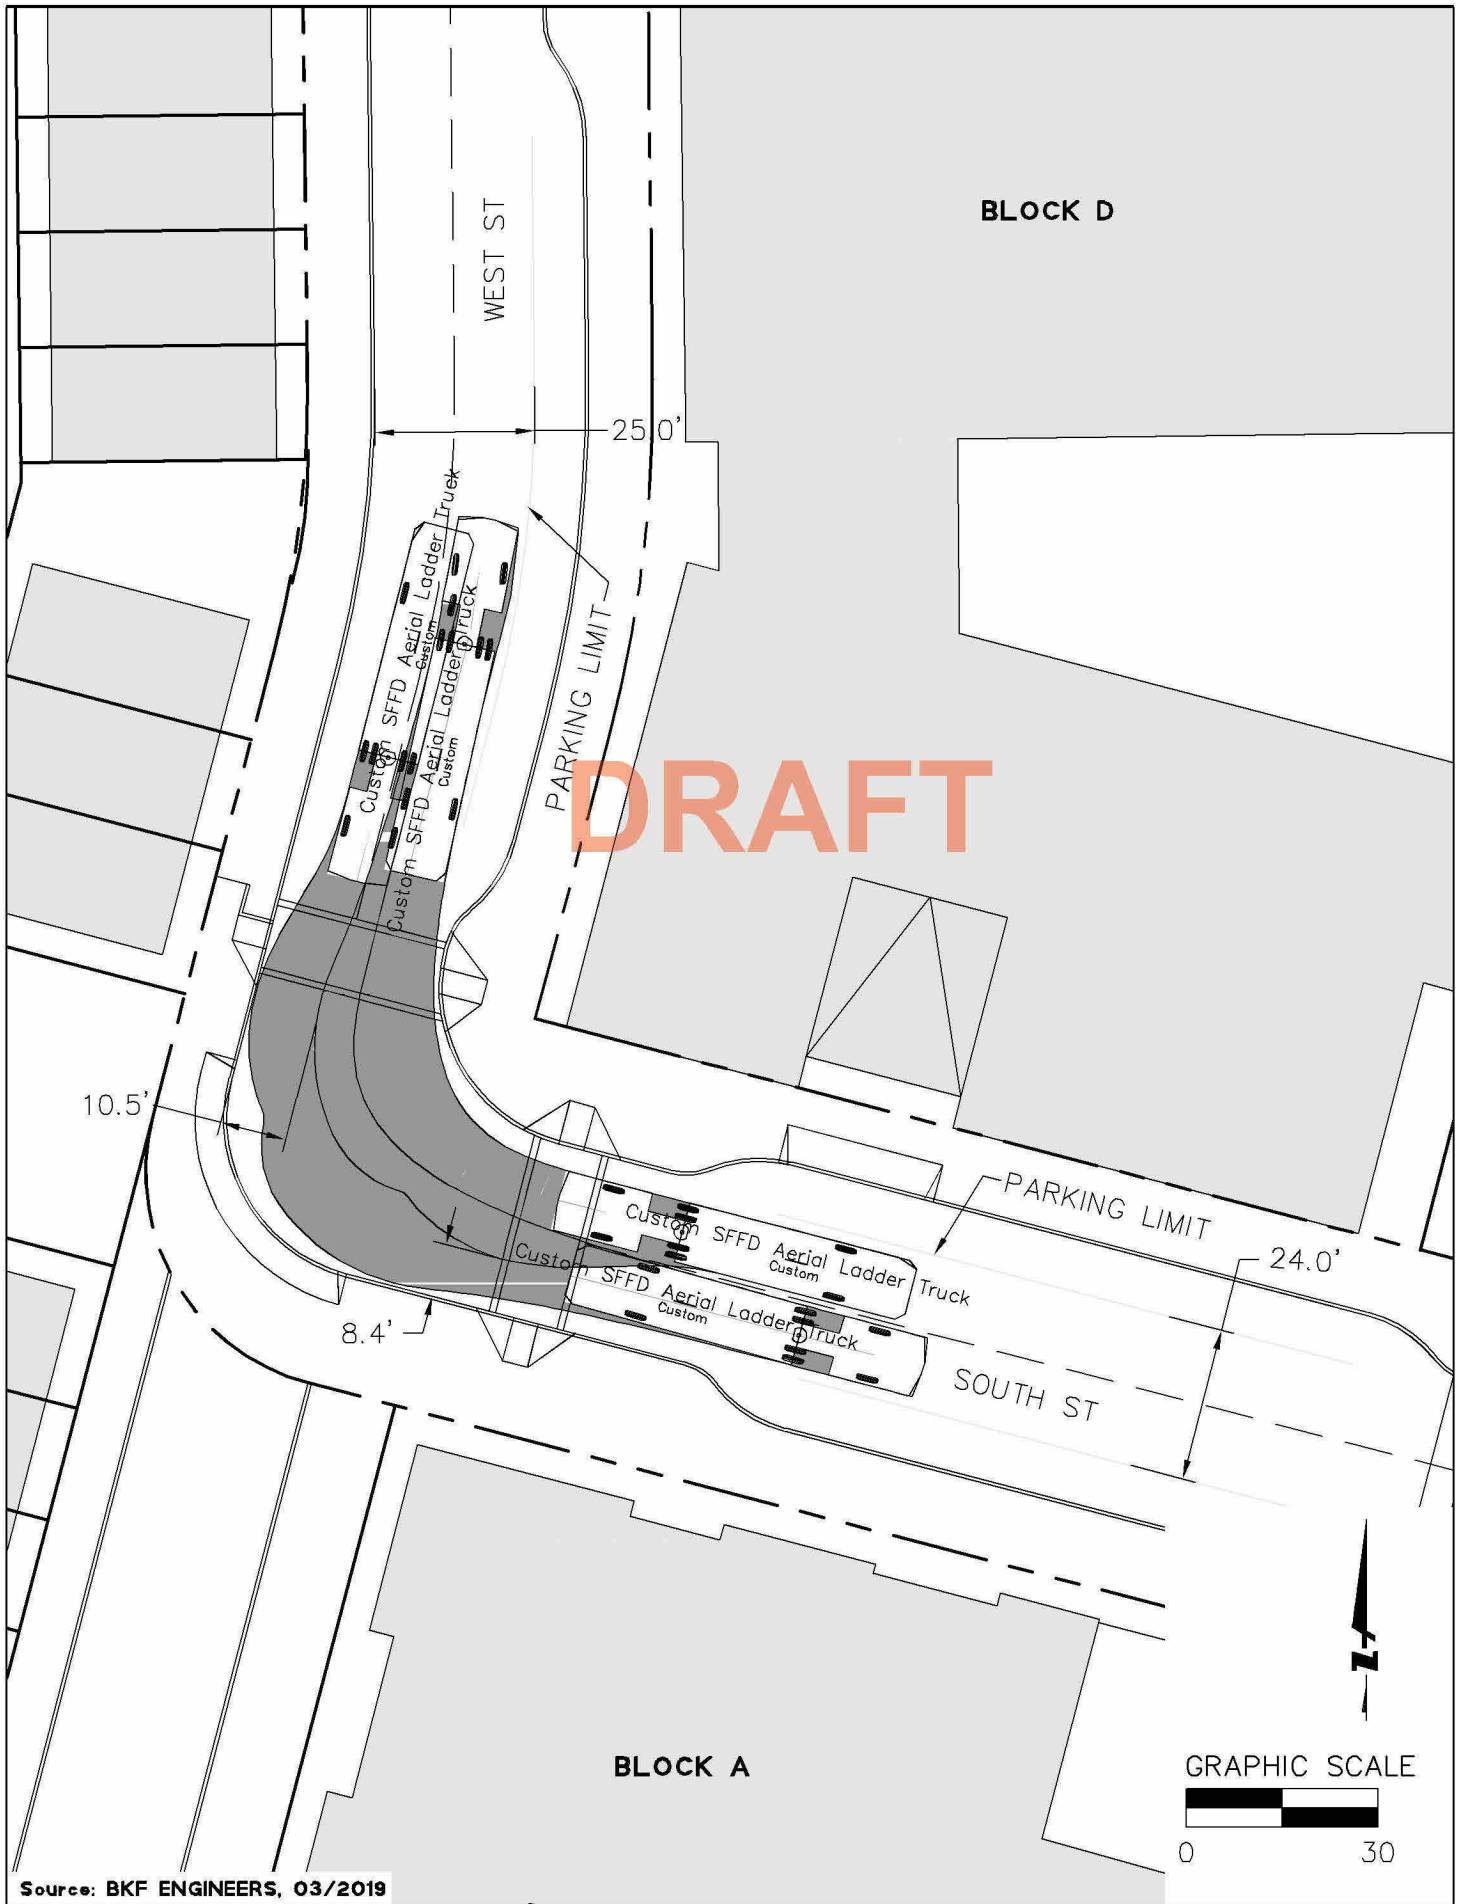 BLOCK D
WEST ST
25.0'
Custom SFFD Aerial Ladder Truck
Custom
Custom SFFD Aerial Ladder Truck
Custom
PARKING LIMIT
DRAFT
10.5'
PARKING LIMIT
Custom SFFD Aerial Ladder Truck
Custom
24.0'
Custom SFFD Aerial Ladder Truck
Custom
8.4'
SOUTH ST
N
BLOCK A
GRAPHIC SCALE
0 30
Source: BKF ENGINEERS, 03/2019